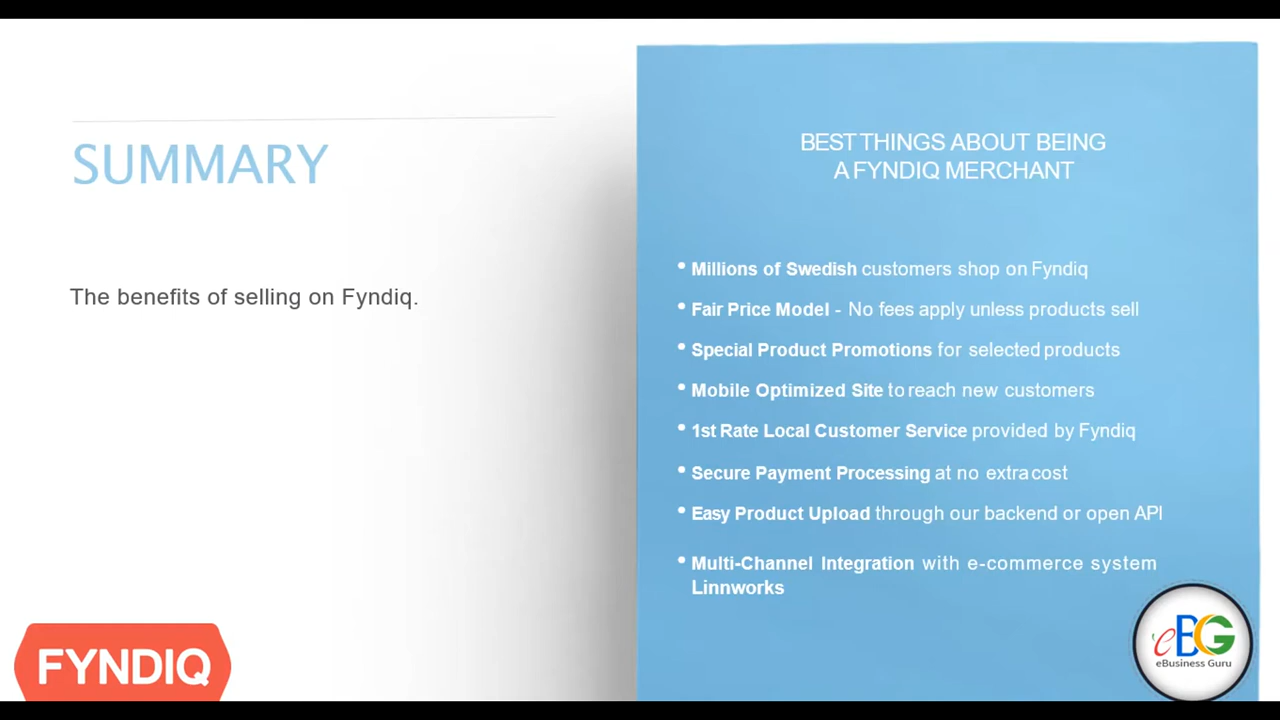 SUMMARY
The benefits of selling on Fyndiq.
FYNDIQ
BEST THINGS ABOUT BEING
A FYNDIQ MERCHANT
• Millions of Swedish customers shop on Fyndiq
• Fair Price Model - No fees apply unless products sell
• Special Product Promotions for selected products
• Mobile Optimized Site to reach new customers
• 1st Rate Local Customer Service provided by Fyndiq
• Secure Payment Processing at no extra cost
• Easy Product Upload through our backend or open API
• Multi-Channel Integration with e-commerce system
Linnworks
eBG
eBusiness Guru